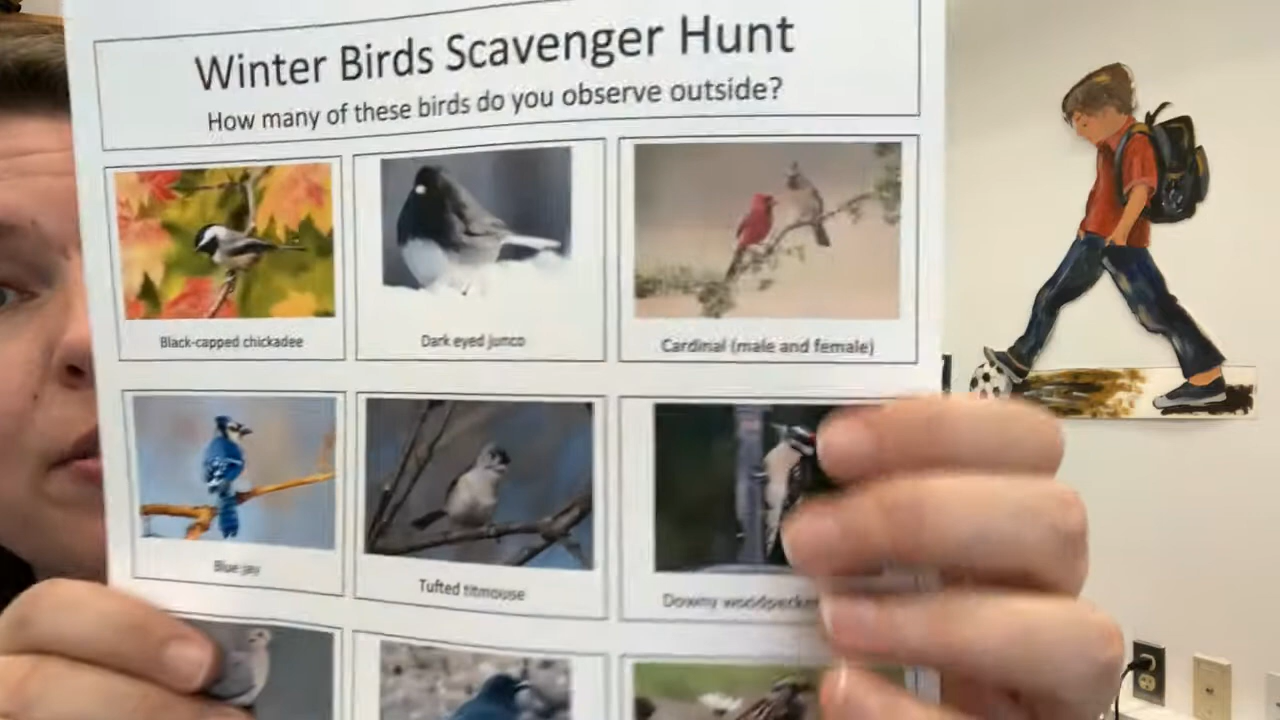 Winter Birds Scavenger Hunt
How many of these birds do you observe outside?
Black-capped chickadee
Dark eyed junco
Cardinal (male and female)
Blue jay
Tufted titmouse
Downy woodpecker